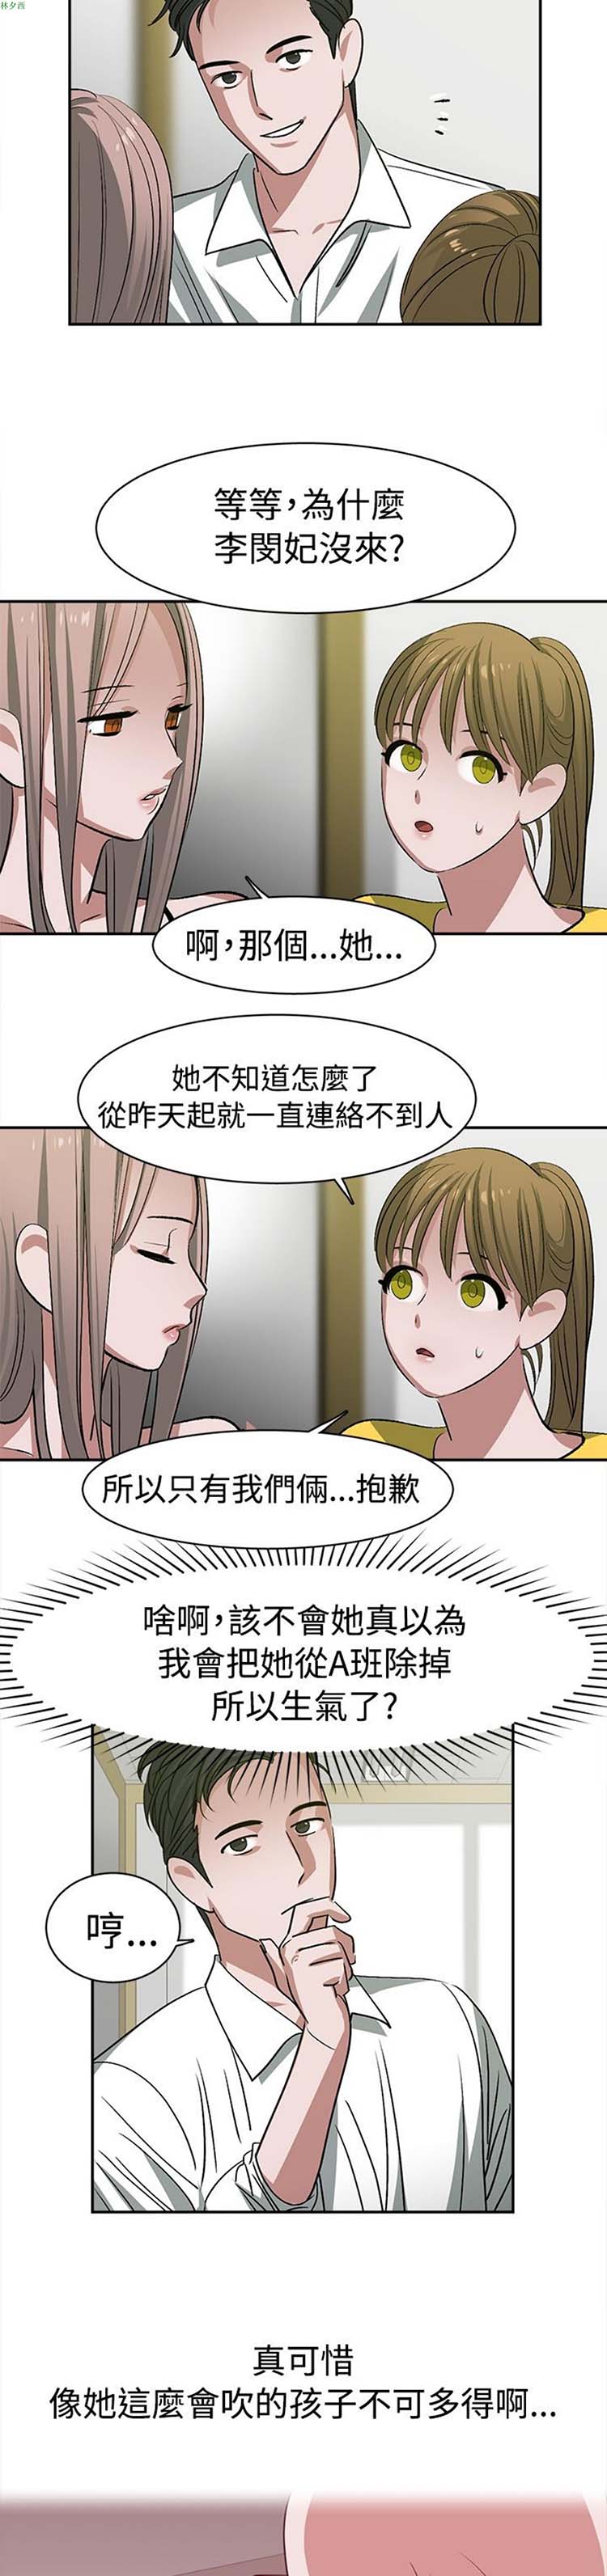 林夕西
等等,為什麼
李閔妃沒來?
啊,那個...她...
她不知道怎麼了
從昨天起就一直連絡不到人
所以只有我們倆...抱歉
啥啊,該不會她真以為
我會把她從A班除掉
所以生氣了?
哼...
真可惜
像她這麼會吹的孩子不可多得啊...